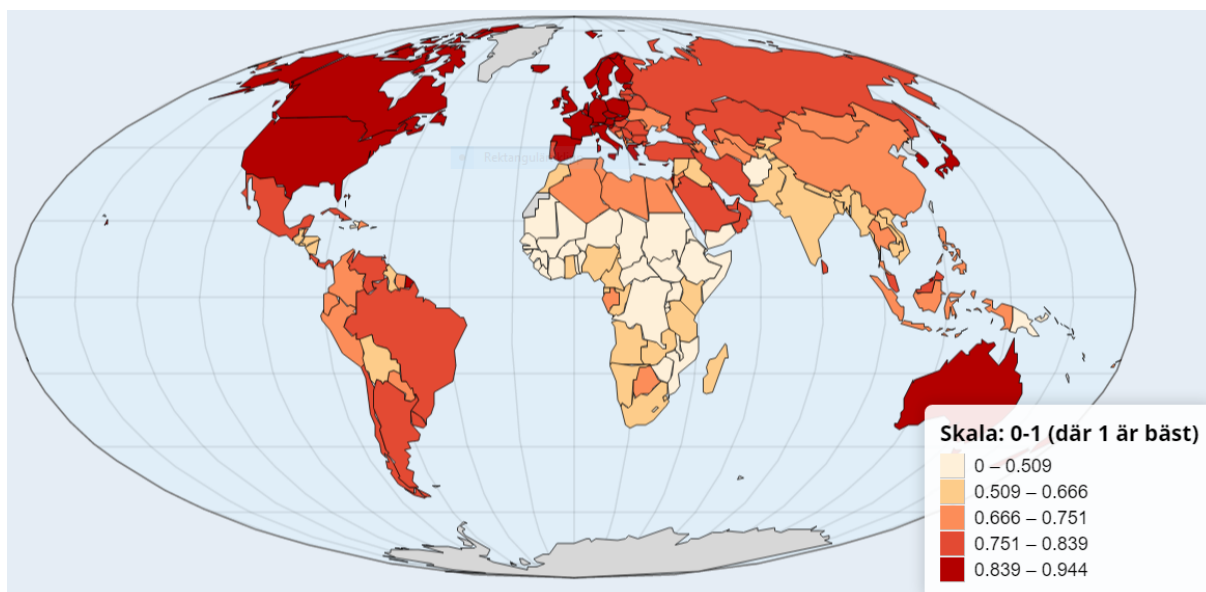 Skala: 0-1 (där 1 är bäst)
0 – 0.509
0.509 – 0.666
0.666 – 0.751
0.751 – 0.839
0.839 – 0.944